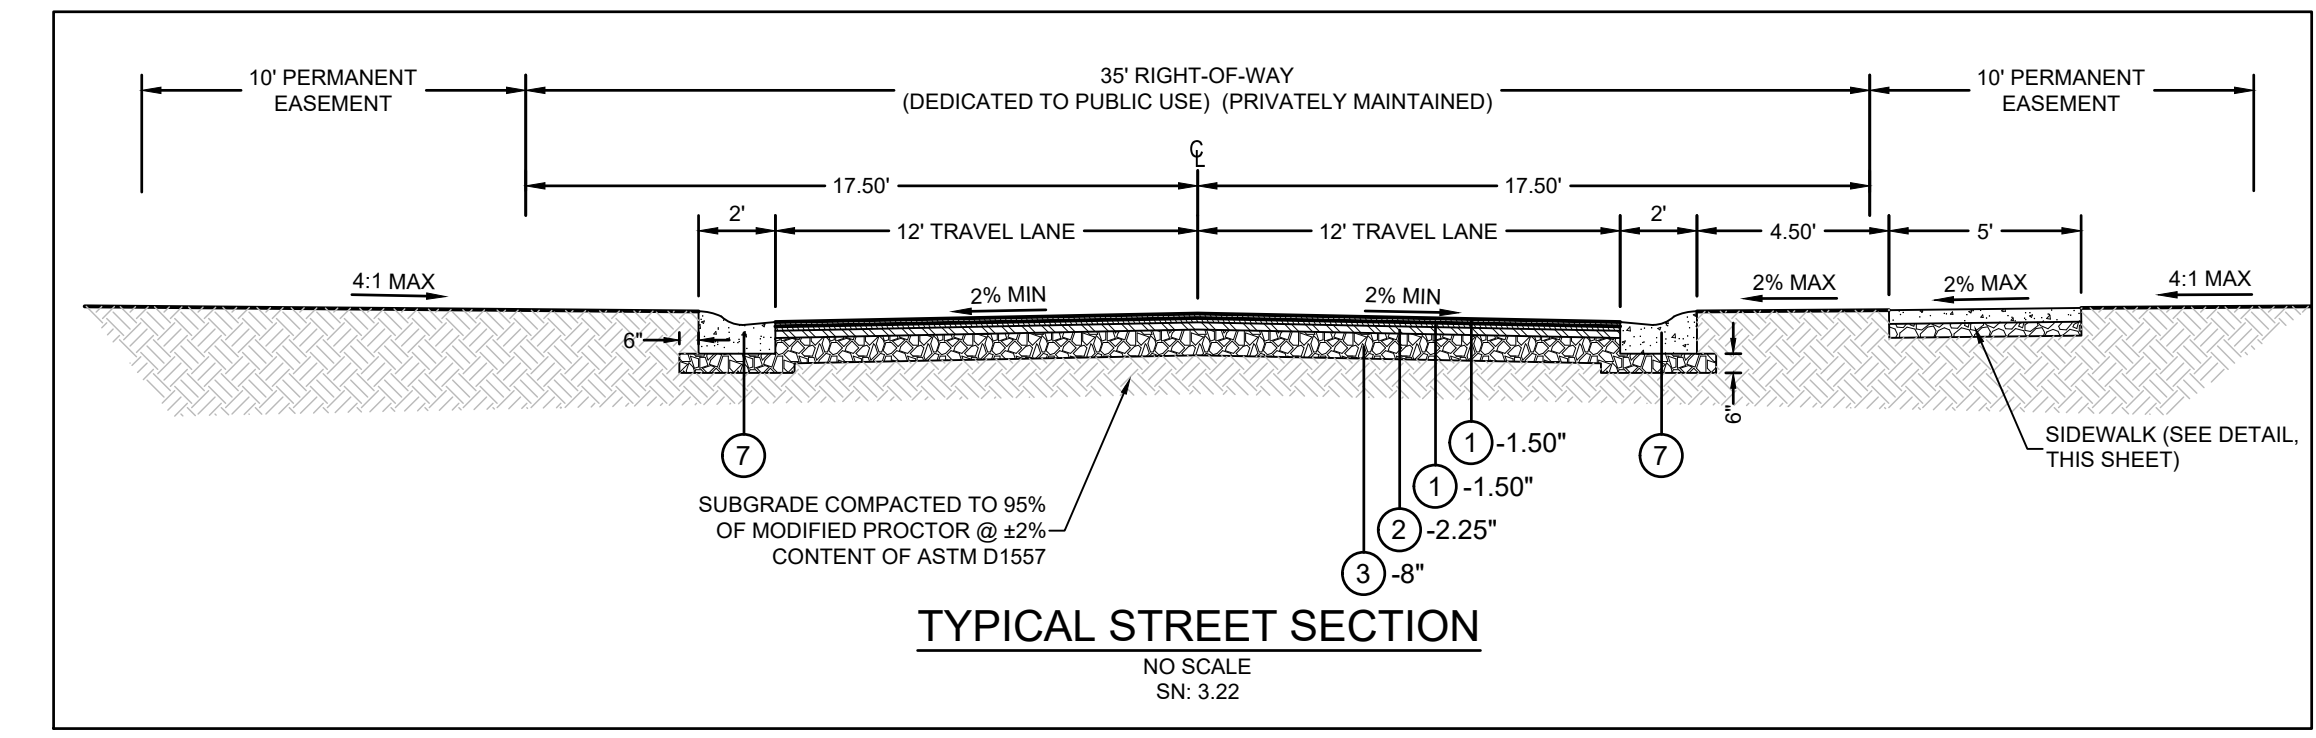 10' PERMANENT
EASEMENT
35' RIGHT-OF-WAY
(DEDICATED TO PUBLIC USE) (PRIVATELY MAINTAINED)
10' PERMANENT
EASEMENT
CL
17.50'
17.50'
2'
12' TRAVEL LANE
12' TRAVEL LANE
2'
4.50'
5'
4:1 MAX
2% MIN
2% MIN
2% MAX
2% MAX
4:1 MAX
6"
6"
7
1 -1.50"
7
1 -1.50"
2 -2.25"
3 -8"
SUBGRADE COMPACTED TO 95%
OF MODIFIED PROCTOR @ ±2%
CONTENT OF ASTM D1557
SIDEWALK (SEE DETAIL,
THIS SHEET)
TYPICAL STREET SECTION
NO SCALE
SN: 3.22